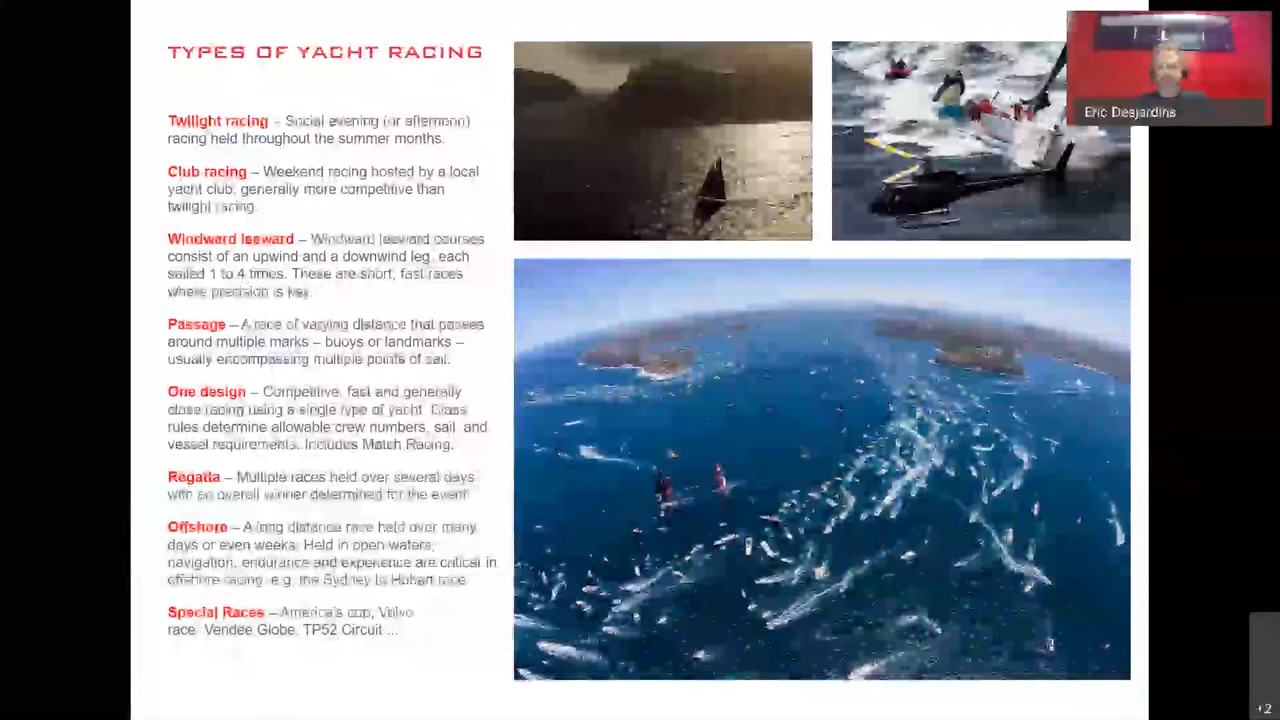 TYPES OF YACHT RACING
Twilight racing – Social evening (or afternoon)
racing held throughout the summer months.
Club racing – Weekend racing hosted by a local
yacht club, generally more competitive than
twilight racing.
Windward leeward – Windward leeward courses
consist of an upwind and a downwind leg, each
sailed 1 to 4 times. These are short, fast races
where precision is key.
Passage – A race of varying distance that passes
around multiple marks – buoys or landmarks –
usually encompassing multiple points of sail.
One design – Competitive, fast and generally
close racing using a single type of yacht. Class
rules determine allowable crew numbers, sail and
vessel requirements. Includes Match Racing.
Regatta – Multiple races held over several days
with an overall winner determined for the event
Offshore – A long distance race held over many
days or even weeks. Held in open waters,
navigation, endurance and experience are critical in
offshore racing e.g. the Sydney to Hobart race
Special Races – America's cup, Volvo
race, Vendee Globe, TP52 Circuit ...
Eric Desjardins
+2